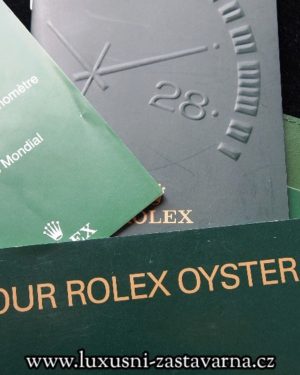 nomètre
Mondial
28
ROLEX
EX
OUR ROLEX OYSTER
www.luxusni-zastavarna.cz